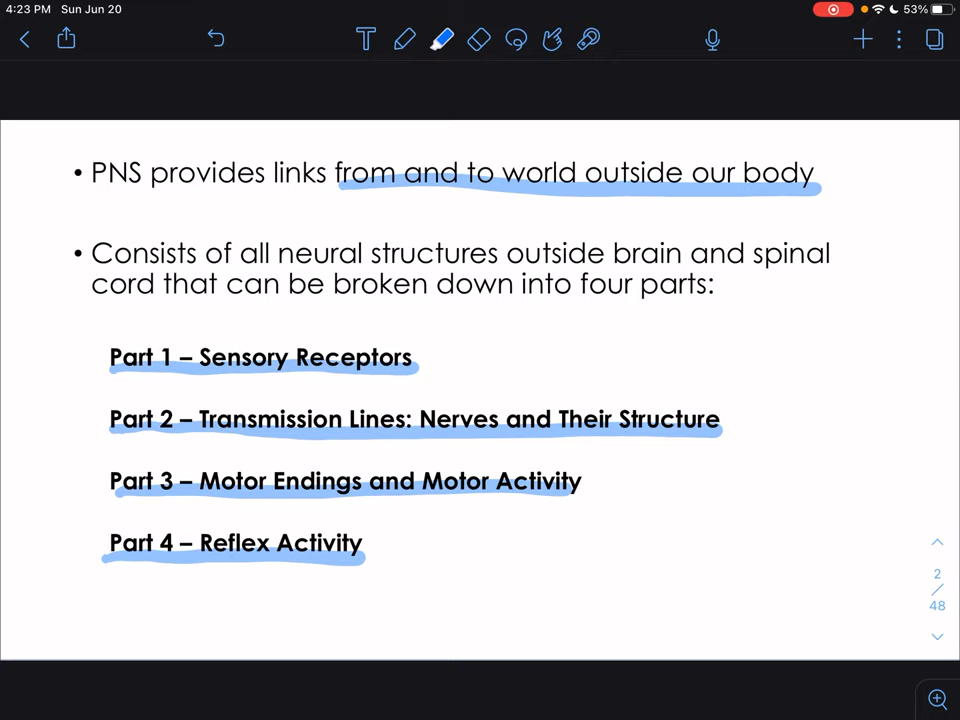 4:23 PM Sun Jun 20 53%
T
• PNS provides links from and to world outside our body
• Consists of all neural structures outside brain and spinal
cord that can be broken down into four parts:
Part 1 – Sensory Receptors
Part 2 – Transmission Lines: Nerves and Their Structure
Part 3 – Motor Endings and Motor Activity
Part 4 – Reflex Activity
2
/
48